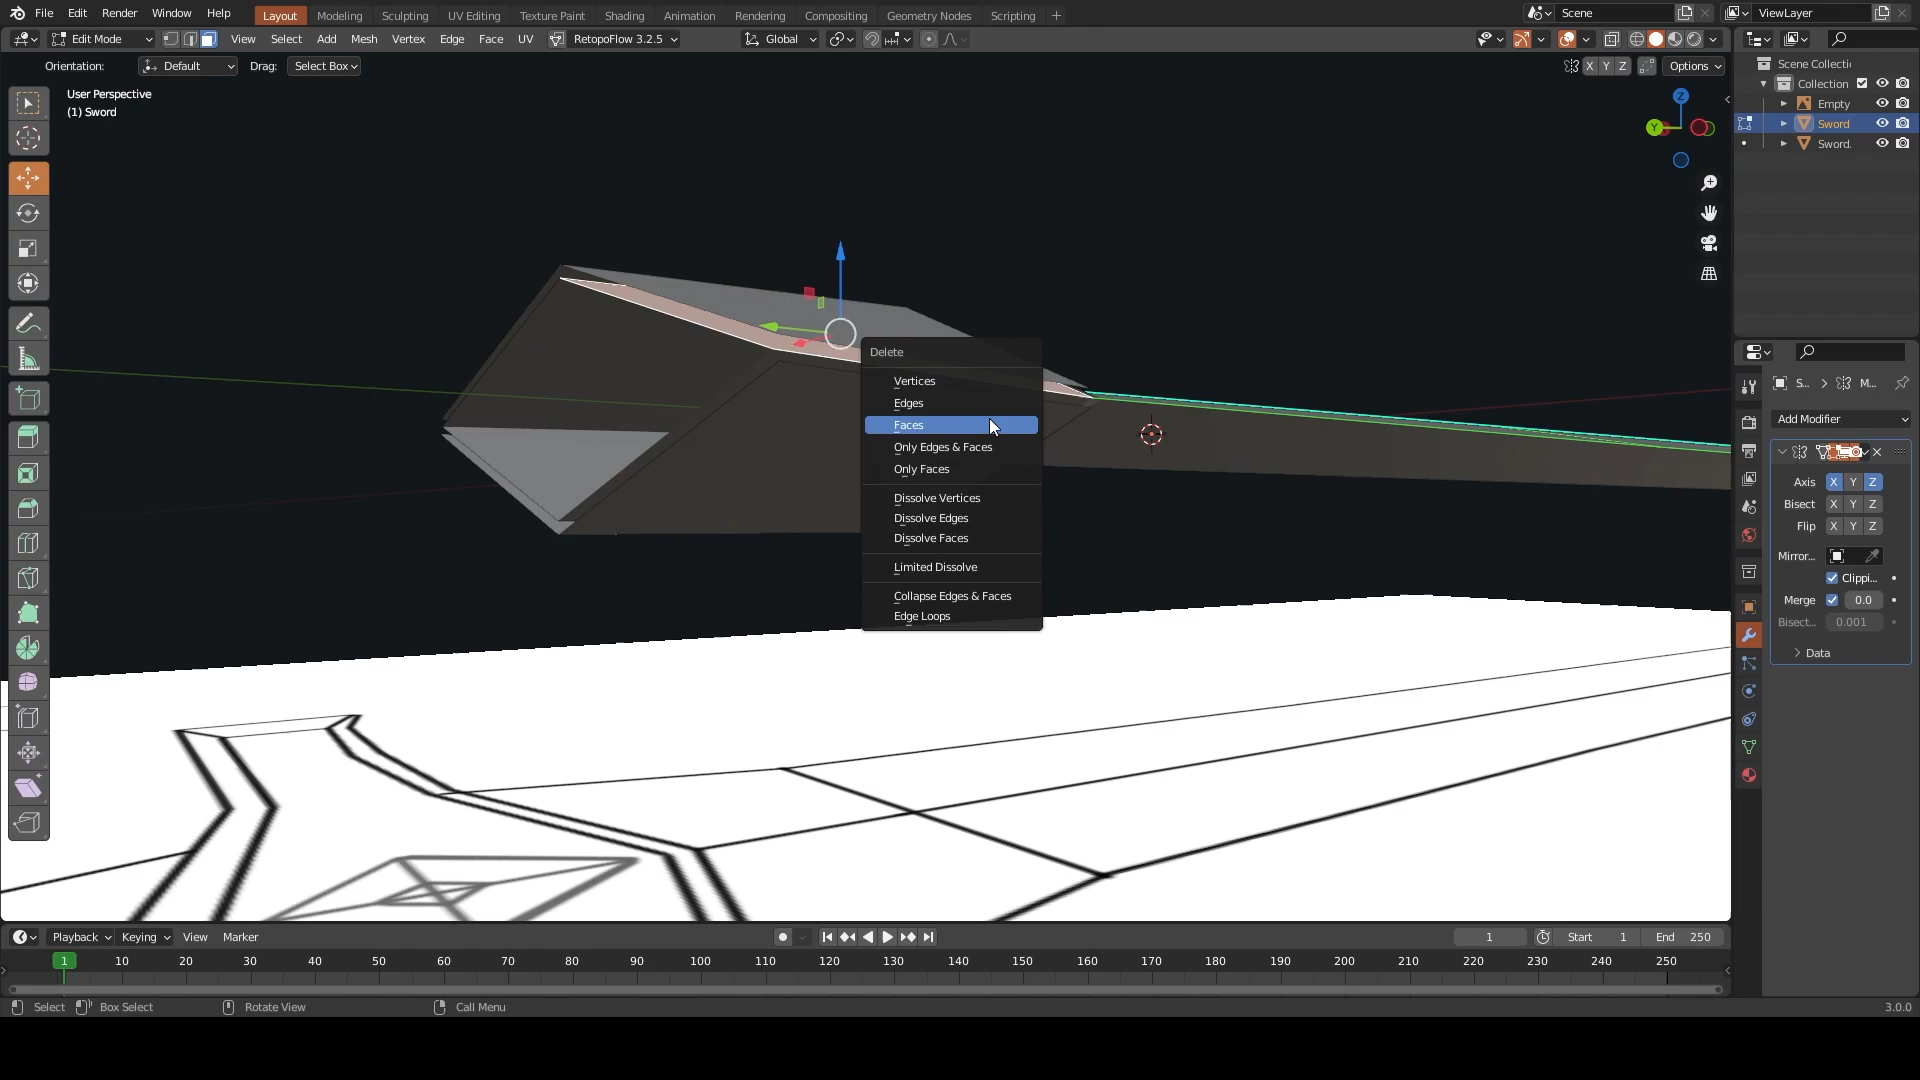 File Edit Render Window Help Layout Modeling Sculpting UV Editing Texture Paint Shading Animation Rendering Compositing Geometry Nodes Scripting + Scene ViewLayer
Edit Mode View Select Add Mesh Vertex Edge Face UV RetopoFlow 3.2.5 Global
Orientation: Default Drag: Select Box X Y Z Options
Scene Collecti
Collection
Empty
Sword
Sword.
User Perspective
(1) Sword
Z
Y
Delete
Vertices
Edges
Faces
Only Edges & Faces
Only Faces
Dissolve Vertices
Dissolve Edges
Dissolve Faces
Limited Dissolve
Collapse Edges & Faces
Edge Loops
S... > M...
Add Modifier
Axis X Y Z
Bisect X Y Z
Flip X Y Z
Mirror...
Clippi...
Merge 0.0
Bisect... 0.001
Data
Playback Keying View Marker 1 Start 1 End 250
1 10 20 30 40 50 60 70 80 90 100 110 120 130 140 150 160 170 180 190 200 210 220 230 240 250
Select Box Select Rotate View Call Menu 3.0.0